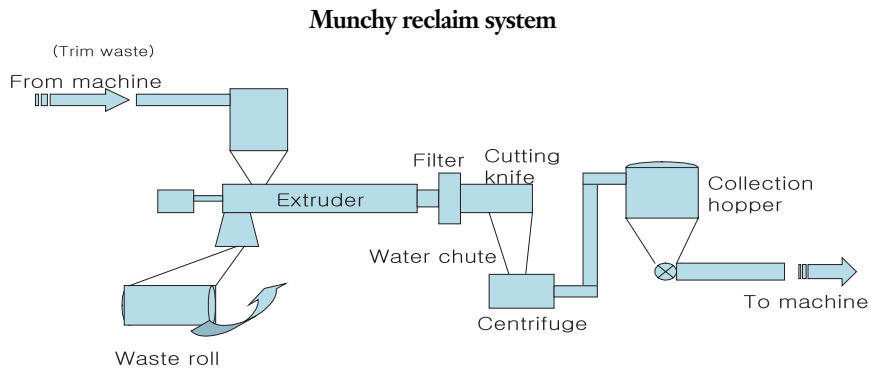 Munchy reclaim system
(Trim waste)
From machine
Filter
Cutting
knife
Extruder
Collection
hopper
Water chute
To machine
Centrifuge
Waste roll